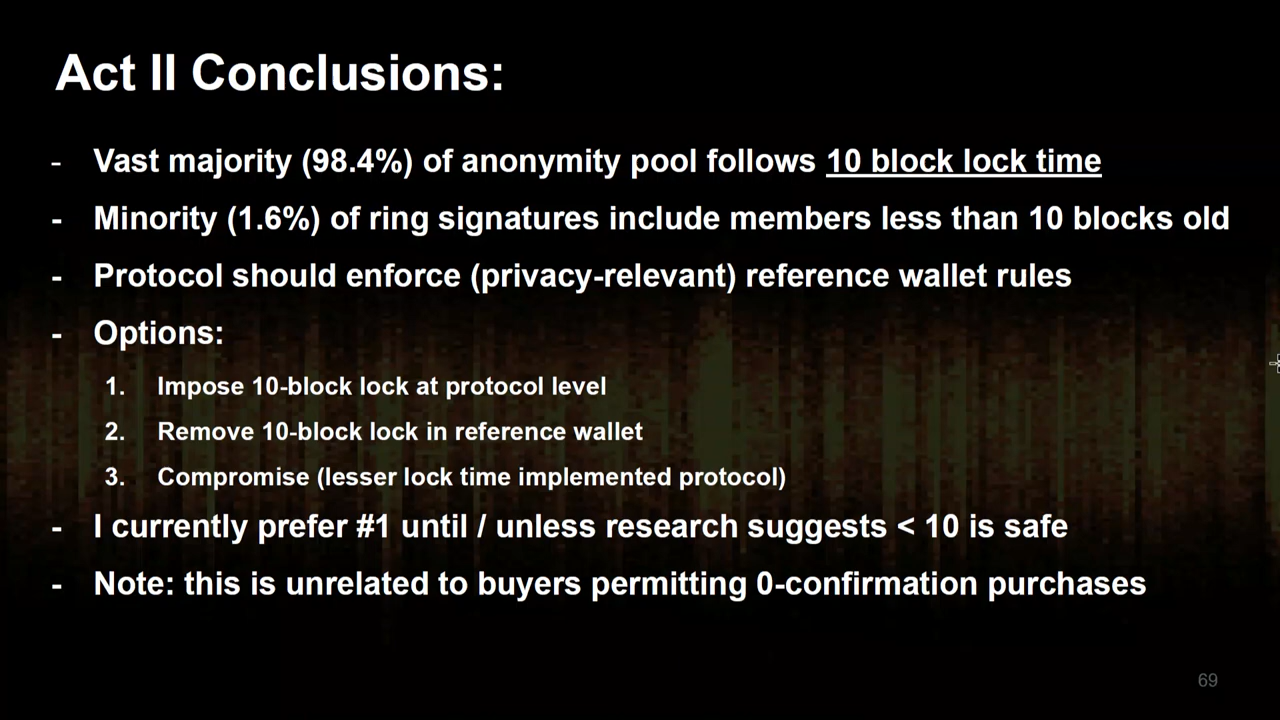 Act II Conclusions:
- Vast majority (98.4%) of anonymity pool follows 10 block lock time
- Minority (1.6%) of ring signatures include members less than 10 blocks old
- Protocol should enforce (privacy-relevant) reference wallet rules
- Options:
1. Impose 10-block lock at protocol level
2. Remove 10-block lock in reference wallet
3. Compromise (lesser lock time implemented protocol)
- I currently prefer #1 until / unless research suggests < 10 is safe
- Note: this is unrelated to buyers permitting 0-confirmation purchases
69